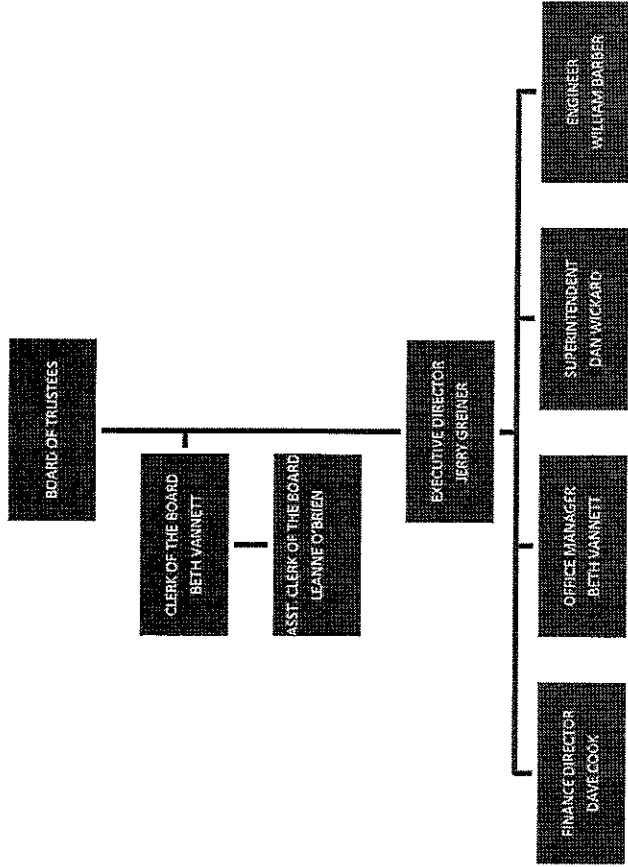 BOARD OF TRUSTEES
CLERK OF THE BOARD
BETH VANNETT
ASST. CLERK OF THE BOARD
LEANNE O'BRIEN
EXECUTIVE DIRECTOR
JERRY GREINER
FINANCE DIRECTOR
DAVE COOK
OFFICE MANAGER
BETH VANNETT
SUPERINTENDENT
DAN WICKARD
ENGINEER
WILLIAM BARBER